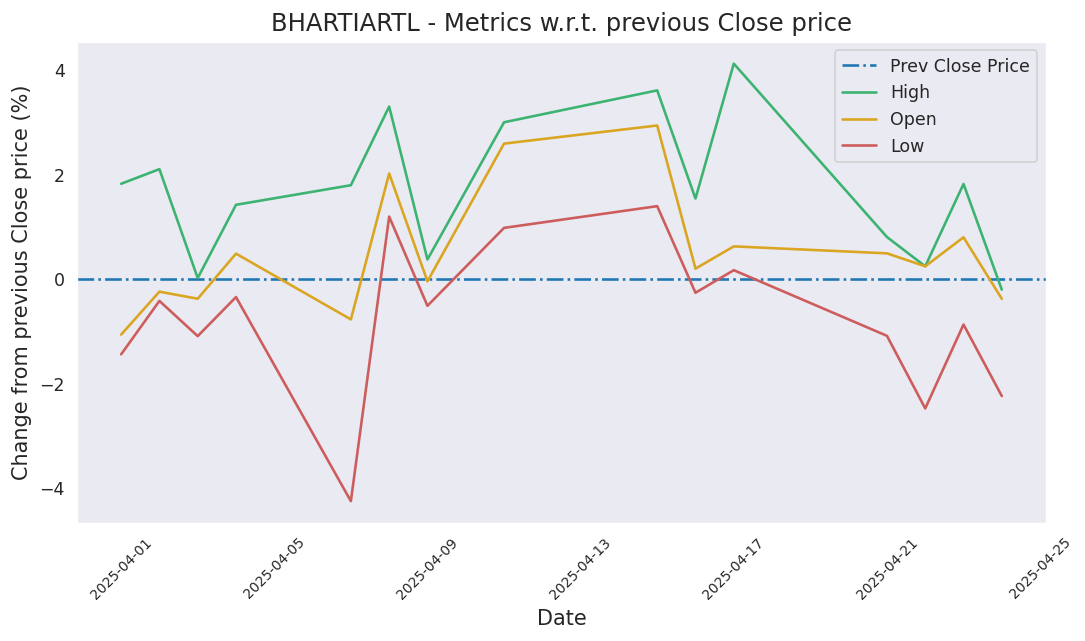 BHARTIARTL - Metrics w.r.t. previous Close price
Change from previous Close price (%)
4
2
0
−2
−4
Prev Close Price
High
Open
Low
2025-04-01
2025-04-05
2025-04-09
2025-04-13
2025-04-17
2025-04-21
2025-04-25
Date